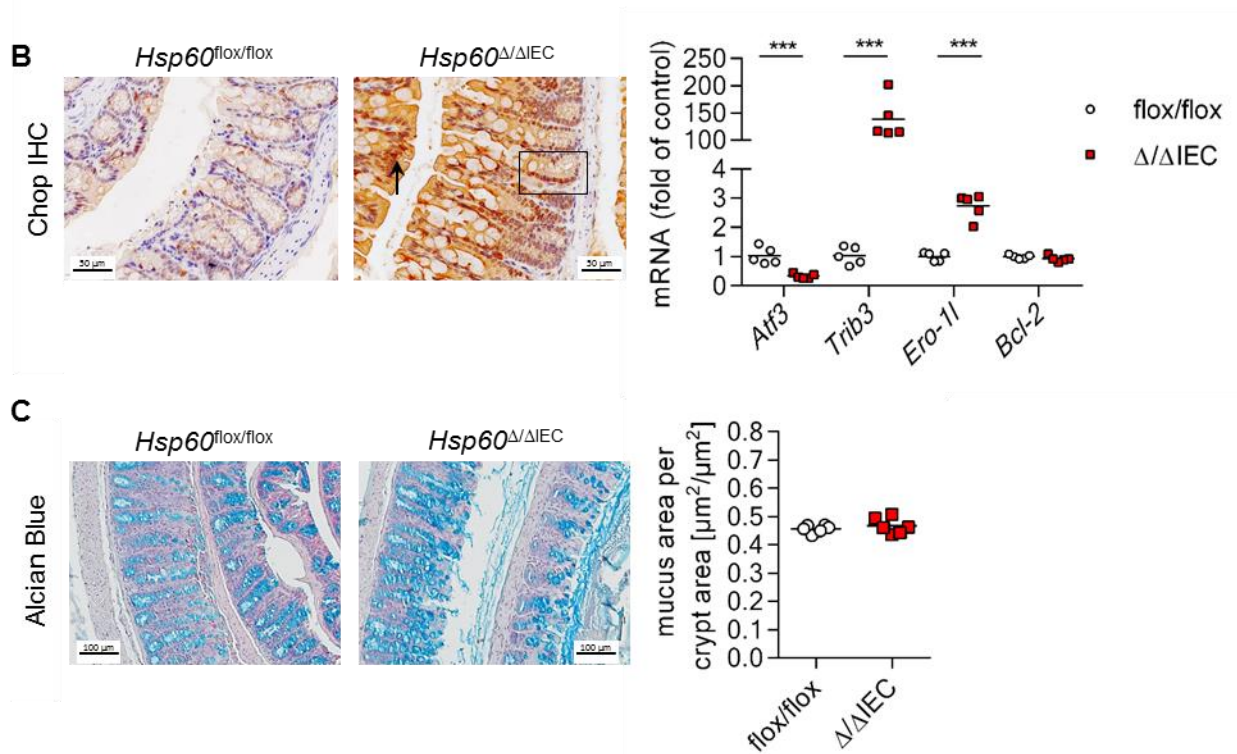 B
Hsp60flox/flox
Hsp60Δ/ΔIEC
Chop IHC
50 µm
50 µm
mRNA (fold of control)
250
200
150
100
4
3
2
1
0
***
***
***
Atf3
Trib3
Ero-1l
Bcl-2
flox/flox
Δ/ΔIEC
C
Hsp60flox/flox
Hsp60Δ/ΔIEC
Alcian Blue
100 µm
100 µm
mucus area per
crypt area [µm²/µm²]
0.8
0.7
0.6
0.5
0.4
0.3
0.2
0.1
0.0
flox/flox
Δ/ΔIEC